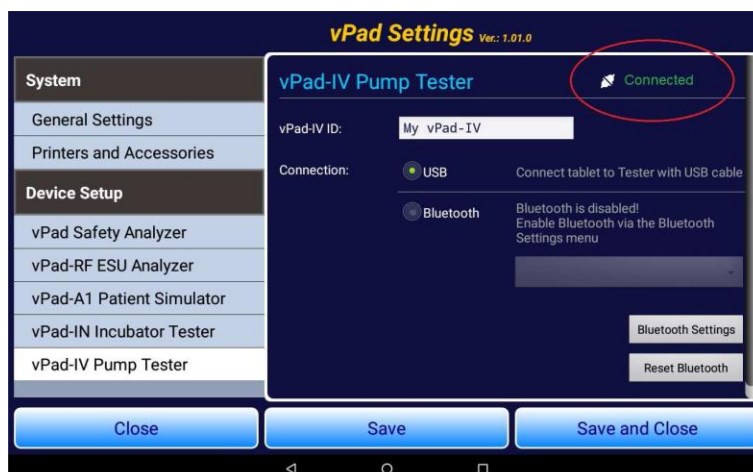 vPad Settings Ver.: 1.01.0
System
General Settings
Printers and Accessories
Device Setup
vPad Safety Analyzer
vPad-RF ESU Analyzer
vPad-A1 Patient Simulator
vPad-IN Incubator Tester
vPad-IV Pump Tester
vPad-IV Pump Tester
Connected
vPad-IV ID:
My vPad-IV
Connection:
USB
Connect tablet to Tester with USB cable
Bluetooth
Bluetooth is disabled!
Enable Bluetooth via the Bluetooth
Settings menu
Bluetooth Settings
Reset Bluetooth
Close
Save
Save and Close